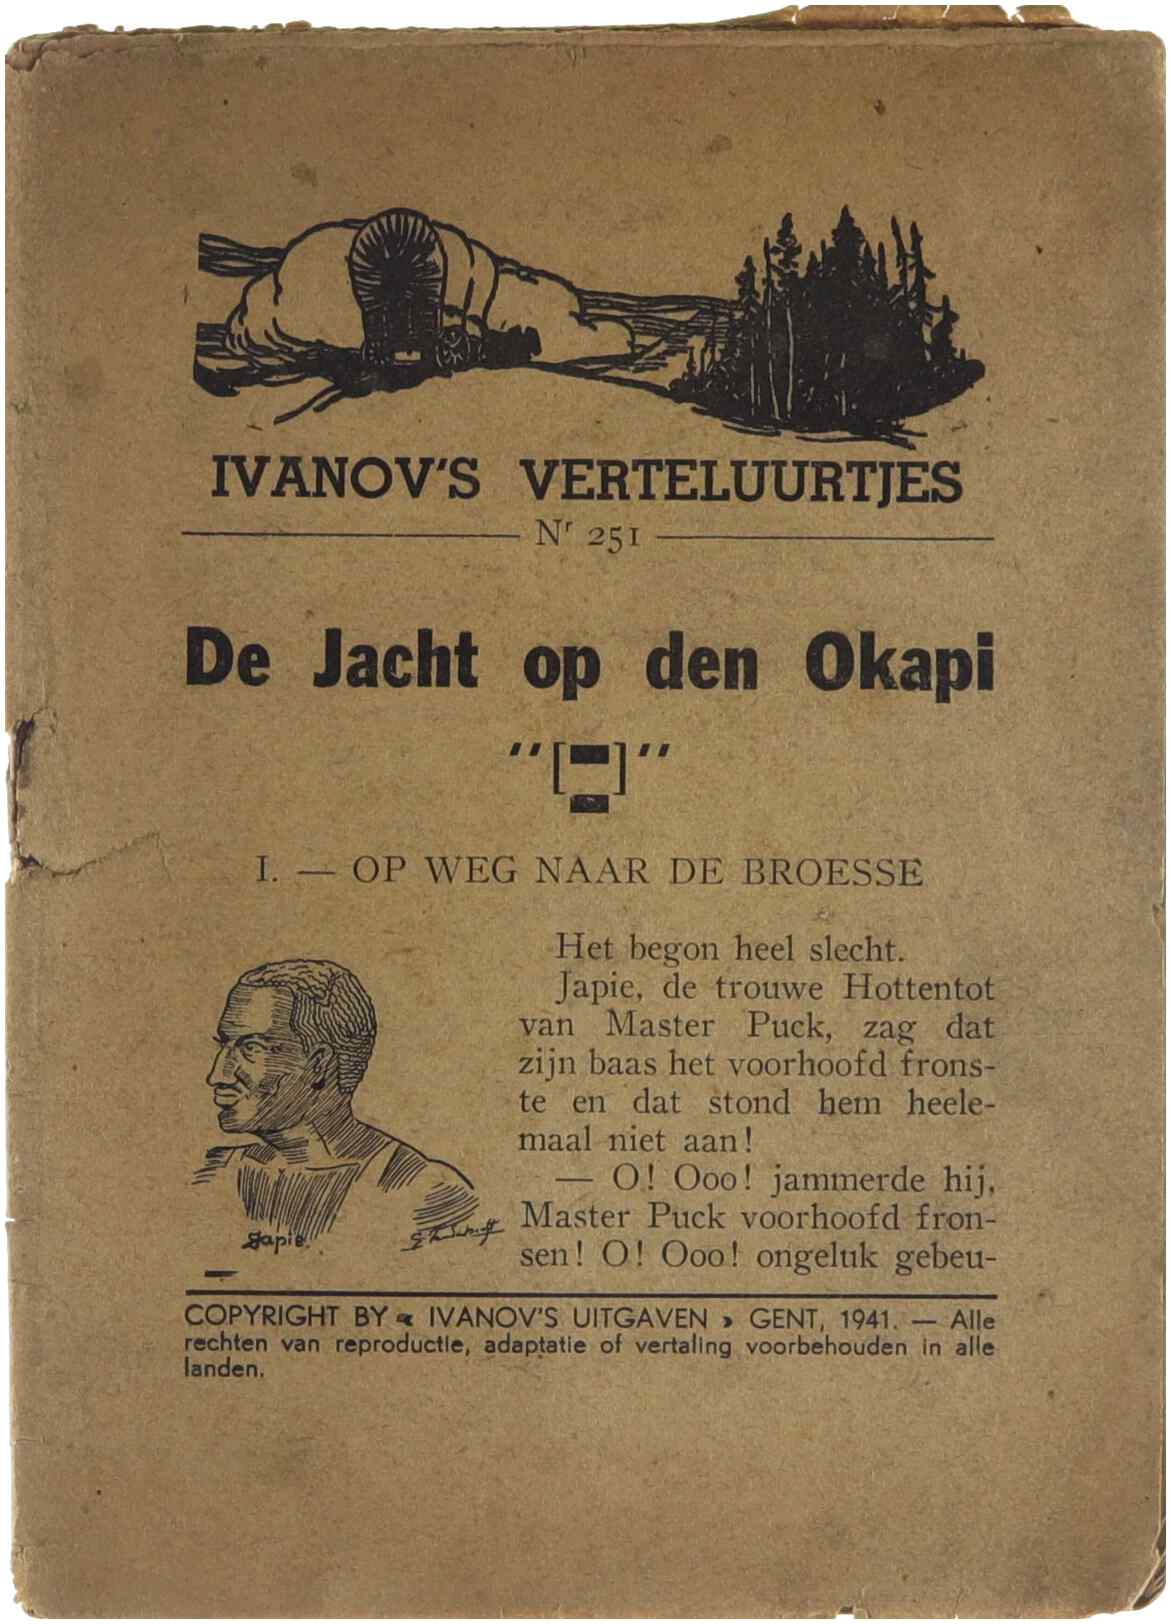 IVANOV'S VERTELUURTJES
Nr 251
De Jacht op den Okapi
I. — OP WEG NAAR DE BROESSE
Het begon heel slecht.
Japie, de trouwe Hottentot
van Master Puck, zag dat
zijn baas het voorhoofd frons-
te en dat stond hem heele-
maal niet aan!
— O! Ooo! jammerde hij,
Master Puck voorhoofd fron-
sen! O! Ooo! ongeluk gebeu-
Japie.
COPYRIGHT BY « IVANOV'S UITGAVEN » GENT, 1941. — Alle
rechten van reproductie, adaptatie of vertaling voorbehouden in alle
landen.